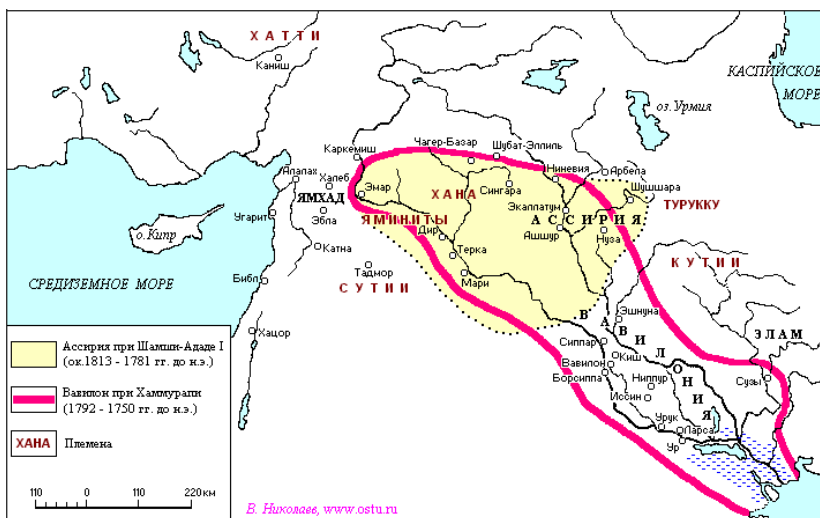 ХАТТИ
Каниш
КАСПИЙСКОЕ
МОРЕ
оз. Урмия
Каркемиш
Чагер-Базар
Шубат-Эллиль
Ниневия
Арбела
Алалах
Халеб
ЯМХАД
Эмар
ХАНА
Сингара
Шушшара
Экаллатум
ТУРУККУ
Угарит
Эбла
ЯМИНИТЫ
АССИРИЯ
Ашшур
Нуза
о. Кипр
Катна
Дир
Терка
КУТИИ
Тадмор
Мари
СРЕДИЗЕМНОЕ МОРЕ
Библ
СУТИИ
ВАВИЛОНИЯ
Эшнуна
ЗЛАМ
Хацор
Сиппар
Киш
Вавилон
Борсиппа
Ниппур
Сузы
Иссин
Урук
Ларса
Ур
Ассирия при Шамши-Ададе I
(ок.1813 - 1781 гг. до н.э.)
Вавилон при Хаммурапи
(1792 - 1750 гг. до н.э.)
ХАНА
Племена
110 0 110 220 км
В. Николаев, www.ostu.ru